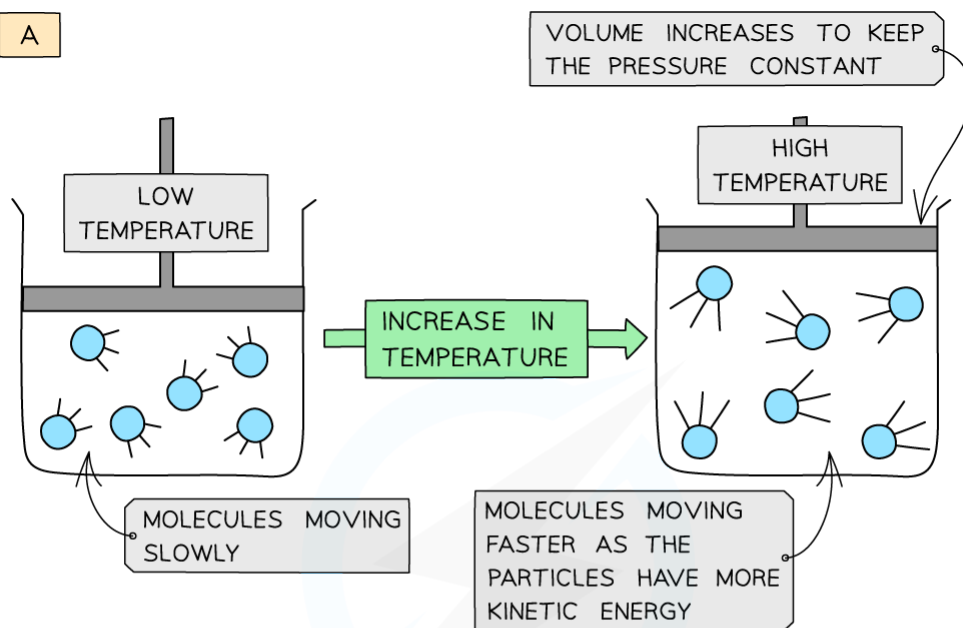 A
VOLUME INCREASES TO KEEP
THE PRESSURE CONSTANT
LOW
TEMPERATURE
HIGH
TEMPERATURE
INCREASE IN
TEMPERATURE
MOLECULES MOVING
SLOWLY
MOLECULES MOVING
FASTER AS THE
PARTICLES HAVE MORE
KINETIC ENERGY